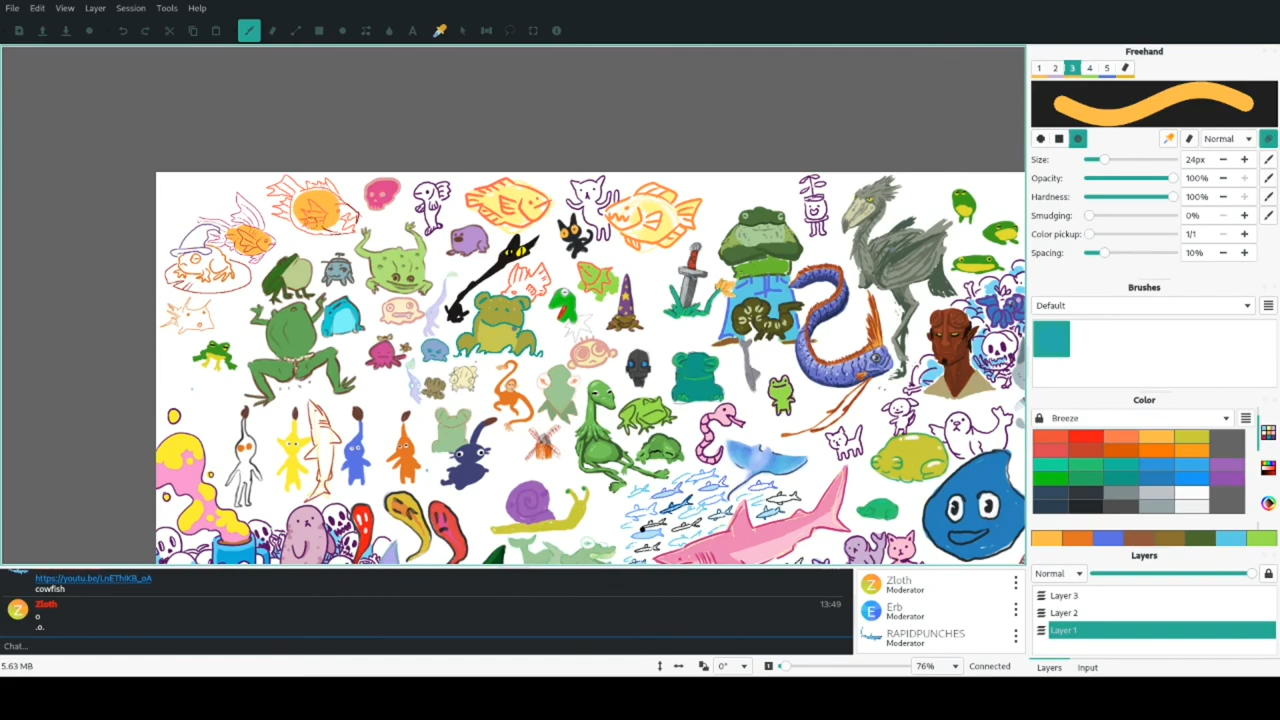 File Edit View Layer Session Tools Help
Freehand
1 2 3 4 5
Normal
Size: 24px
Opacity: 100%
Hardness: 100%
Smudging: 0%
Color pickup: 1/1
Spacing: 10%
Brushes
Default
Color
Breeze
Layers
Normal
Layer 3
Layer 2
Layer 1
Layers Input
cowfish
Z Zloth 13:49
o
.o.
Chat...
Z Zloth
Moderator
E Erb
Moderator
RAPIDPUNCHES
Moderator
5.63 MB
0° 76% Connected